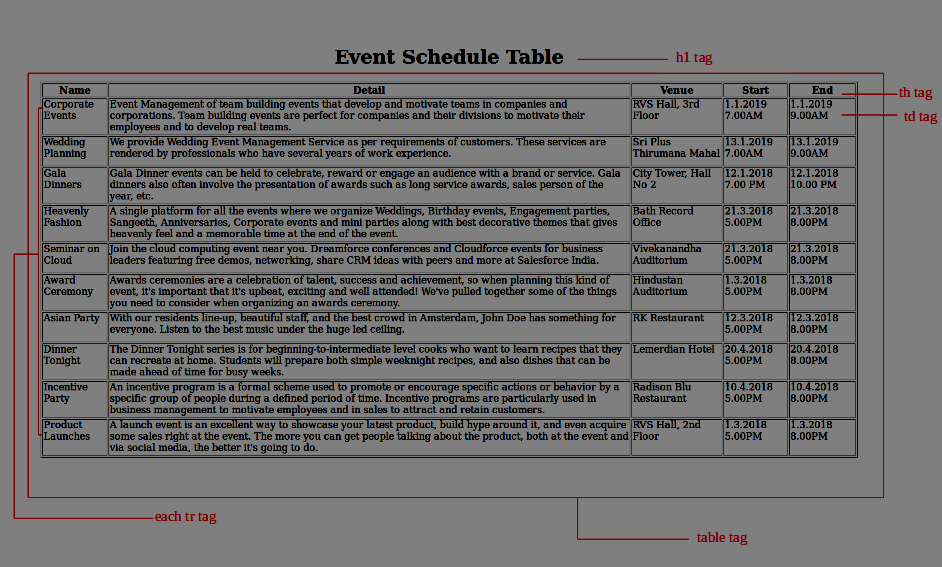 Event Schedule Table
h1 tag
Name Detail Venue Start End
th tag
td tag
Corporate Event Management of team building events that develop and motivate teams in companies and RVS Hall, 3rd 1.1.2019 1.1.2019
Events corporations. Team building events are perfect for companies and their divisions to motivate their Floor 7.00AM 9.00AM
employees and to develop real teams.
Wedding We provide Wedding Event Management Service as per requirements of customers. These services are Sri Plus 13.1.2019 13.1.2019
Planning rendered by professionals who have several years of work experience. Thirumana Mahal 7.00AM 9.00AM
Gala Gala Dinner events can be held to celebrate, reward or engage an audience with a brand or service. Gala City Tower, Hall 12.1.2018 12.1.2018
Dinners dinners also often involve the presentation of awards such as long service awards, sales person of the No 2 7.00 PM 10.00 PM
year, etc.
Heavenly A single platform for all the events where we organize Weddings, Birthday events, Engagement parties, Bath Record 21.3.2018 21.3.2018
Fashion Sangeeth, Anniversaries, Corporate events and mini parties along with best decorative themes that gives Office 5.00PM 8.00PM
heavenly feel and a memorable time at the end of the event.
Seminar on Join the cloud computing event near you. Dreamforce conferences and Cloudforce events for business Vivekanandha 21.3.2018 21.3.2018
Cloud leaders featuring free demos, networking, share CRM ideas with peers and more at Salesforce India. Auditorium 5.00PM 8.00PM
Award Awards ceremonies are a celebration of talent, success and achievement, so when planning this kind of Hindustan 1.3.2018 1.3.2018
Ceremony event, it's important that it's upbeat, exciting and well attended! We've pulled together some of the things Auditorium 5.00PM 8.00PM
you need to consider when organizing an awards ceremony.
Asian Party With our residents line-up, beautiful staff, and the best crowd in Amsterdam, John Doe has something for RK Restaurant 12.3.2018 12.3.2018
everyone. Listen to the best music under the huge led ceiling. 5.00PM 8.00PM
Dinner The Dinner Tonight series is for beginning-to-intermediate level cooks who want to learn recipes that they Lemerdian Hotel 20.4.2018 20.4.2018
Tonight can recreate at home. Students will prepare both simple weeknight recipes, and also dishes that can be 5.00PM 8.00PM
made ahead of time for busy weeks.
Incentive An incentive program is a formal scheme used to promote or encourage specific actions or behavior by a Radison Blu 10.4.2018 10.4.2018
Party specific group of people during a defined period of time. Incentive programs are particularly used in Restaurant 5.00PM 8.00PM
business management to motivate employees and in sales to attract and retain customers.
Product A launch event is an excellent way to showcase your latest product, build hype around it, and even acquire RVS Hall, 2nd 1.3.2018 1.3.2018
Launches some sales right at the event. The more you can get people talking about the product, both at the event and Floor 5.00PM 8.00PM
via social media, the better it's going to do.
each tr tag
table tag